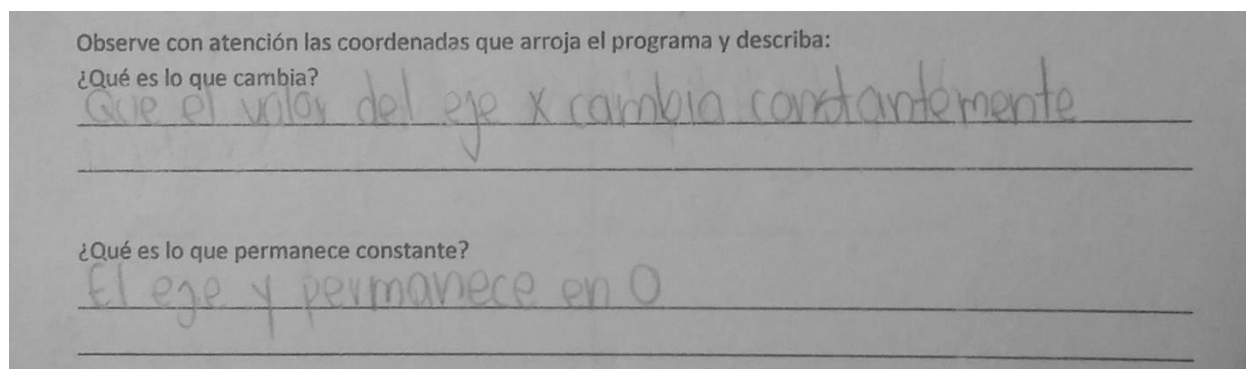 Observe con atención las coordenadas que arroja el programa y describa:
¿Qué es lo que cambia?
Que el valor del eje x cambia constantemente
¿Qué es lo que permanece constante?
El eje y permanece en 0